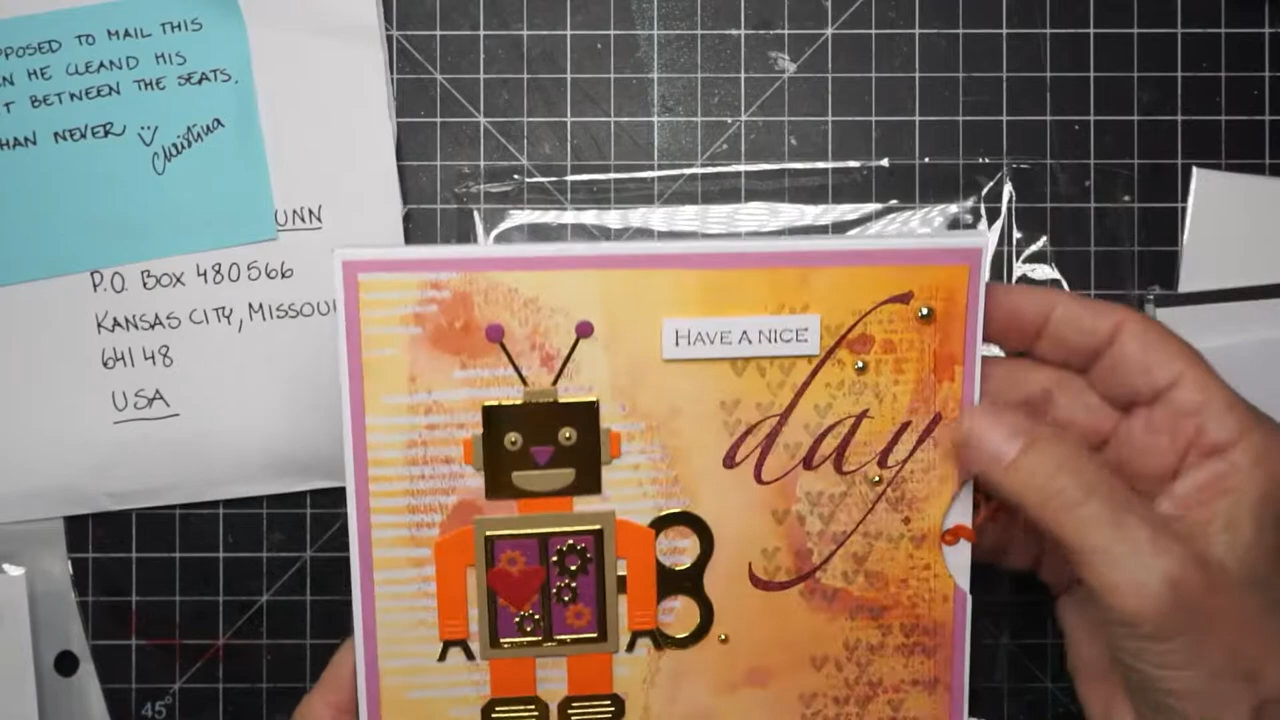 PPOSED TO MAIL THIS
N HE CLEAND HIS
T BETWEEN THE SEATS.
HAN NEVER
Christina
UNN
P.O. BOX 480566
KANSAS CITY, MISSOU
64148
USA
HAVE A NICE
day
45°